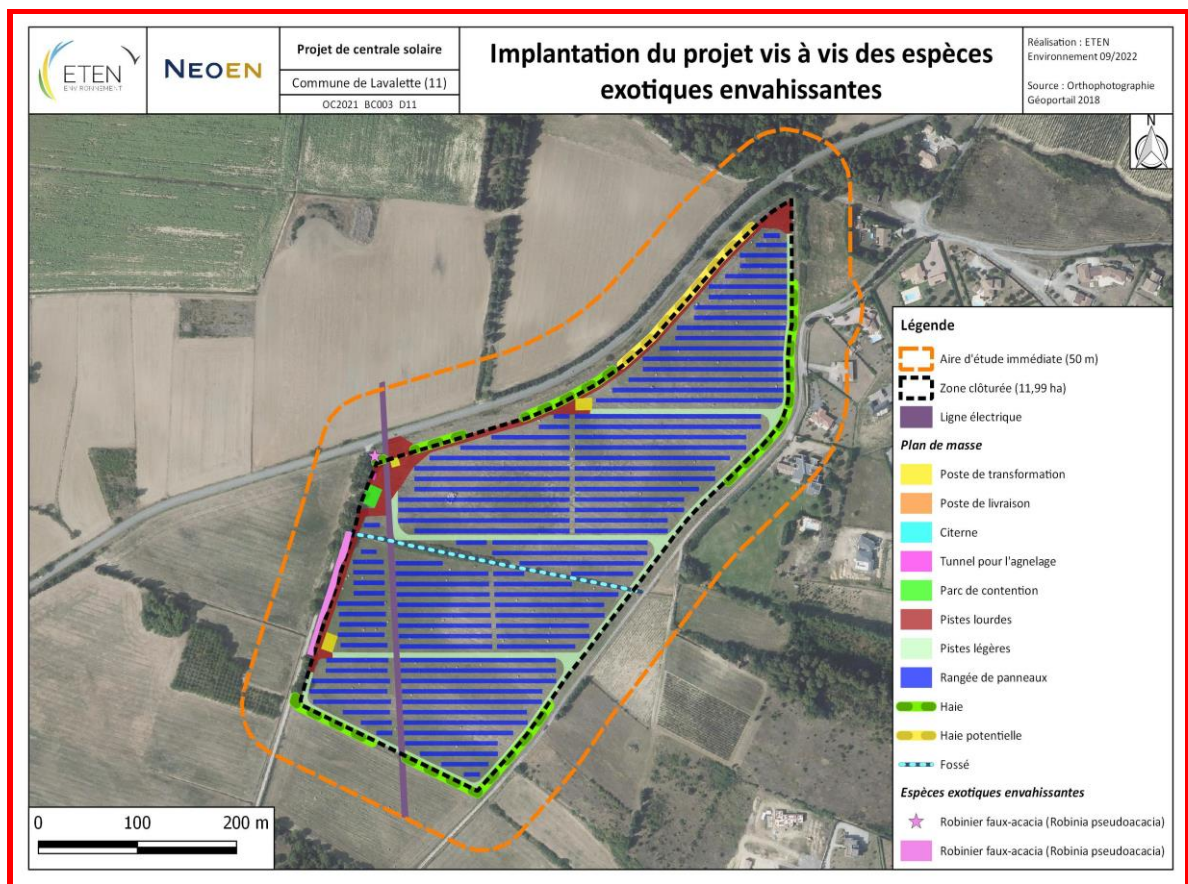 ETEN
ENVIRONNEMENT
NEOEN
Projet de centrale solaire
Commune de Lavalette (11)
OC2021 BC003 D11
Implantation du projet vis à vis des espèces
exotiques envahissantes
Réalisation : ETEN
Environnement 09/2022
Source : Orthophotographie
Géoportail 2018
N
Légende
Aire d'étude immédiate (50 m)
Zone clôturée (11,99 ha)
Ligne électrique
Plan de masse
Poste de transformation
Poste de livraison
Citerne
Tunnel pour l'agnelage
Parc de contention
Pistes lourdes
Pistes légères
Rangée de panneaux
Haie
Haie potentielle
Fossé
Espèces exotiques envahissantes
Robinier faux-acacia (Robinia pseudoacacia)
Robinier faux-acacia (Robinia pseudoacacia)
0 100 200 m